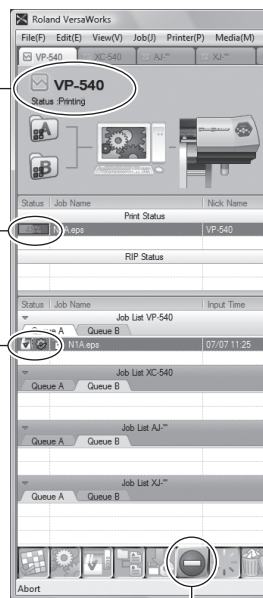 Roland VersaWorks
File(F) Edit(E) View(V) Job(J) Printer(P) Media(M)
VP-540 XC-540 AJ-** XJ-**
VP-540
Status :Printing
A
B
Status Job Name Nick Name
Print Status
A.eps VP-540
RIP Status
Status Job Name Input Time
Job List VP-540
Queue A Queue B
N1A.eps 07/07 11:25
Job List XC-540
Queue A Queue B
Job List AJ-**
Queue A Queue B
Job List XJ-**
Queue A Queue B
Abort